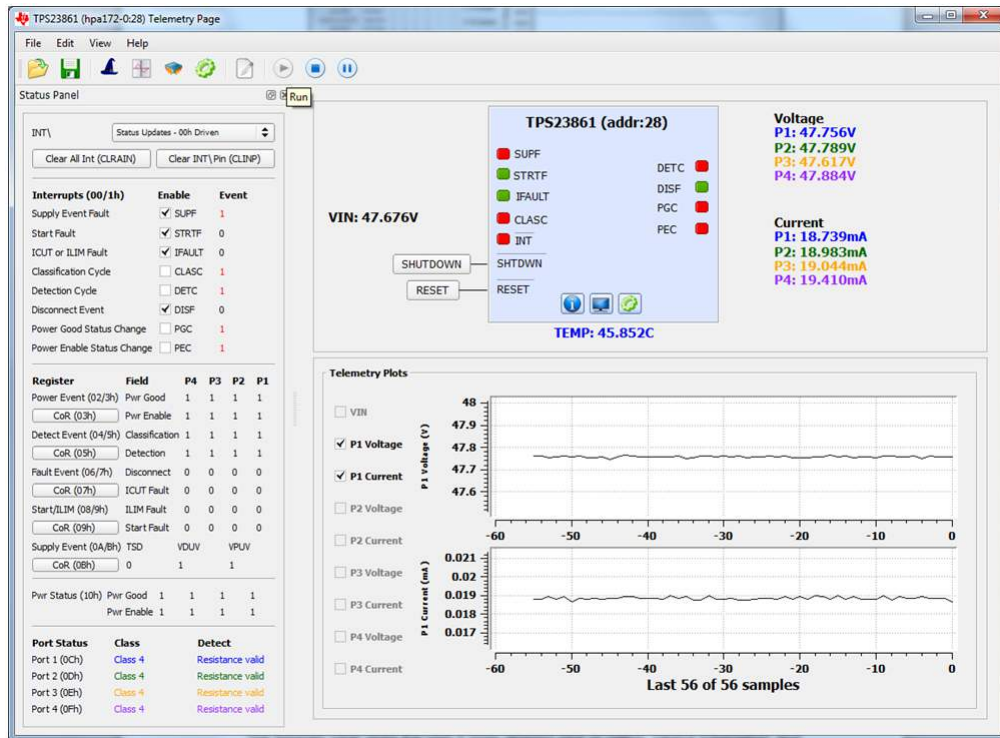 TPS23861 (hpa172-0:28) Telemetry Page
File Edit View Help
Status Panel
Run
INT\ Status Updates - 00h Driven
Clear All Int (CLRAIN) Clear INT\ Pin (CLINP)
Interrupts (00/1h) Enable Event
Supply Event Fault SUPF 1
Start Fault STRTF 0
ICUT or ILIM Fault IFAULT 0
Classification Cycle CLASC 1
Detection Cycle DETC 1
Disconnect Event DISF 0
Power Good Status Change PGC 1
Power Enable Status Change PEC 1
Register Field P4 P3 P2 P1
Power Event (02/3h) Pwr Good 1 1 1 1
CoR (03h) Pwr Enable 1 1 1 1
Detect Event (04/5h) Classification 1 1 1 1
CoR (05h) Detection 1 1 1 1
Fault Event (06/7h) Disconnect 0 0 0 0
CoR (07h) ICUT Fault 0 0 0 0
Start/ILIM (08/9h) ILIM Fault 0 0 0 0
CoR (09h) Start Fault 0 0 0 0
Supply Event (0A/Bh) TSD VDUV VPUV
CoR (0Bh) 0 1 1
Pwr Status (10h) Pwr Good 1 1 1 1
Pwr Enable 1 1 1 1
Port Status Class Detect
Port 1 (0Ch) Class 4 Resistance valid
Port 2 (0Dh) Class 4 Resistance valid
Port 3 (0Eh) Class 4 Resistance valid
Port 4 (0Fh) Class 4 Resistance valid
VIN: 47.676V
SHUTDOWN
RESET
TPS23861 (addr:28)
SUPF
STRTF
IFAULT
CLASC
INT
SHTDWN
RESET
DETC
DISF
PGC
PEC
TEMP: 45.852C
Voltage
P1: 47.756V
P2: 47.789V
P3: 47.617V
P4: 47.884V
Current
P1: 18.739mA
P2: 18.983mA
P3: 19.044mA
P4: 19.410mA
Telemetry Plots
VIN
P1 Voltage
P1 Current
P2 Voltage
P2 Current
P3 Voltage
P3 Current
P4 Voltage
P4 Current
P1 Voltage (V)
48
47.9
47.8
47.7
47.6
-60 -50 -40 -30 -20 -10 0
P1 Current (mA)
0.021
0.02
0.019
0.018
0.017
-60 -50 -40 -30 -20 -10 0
Last 56 of 56 samples